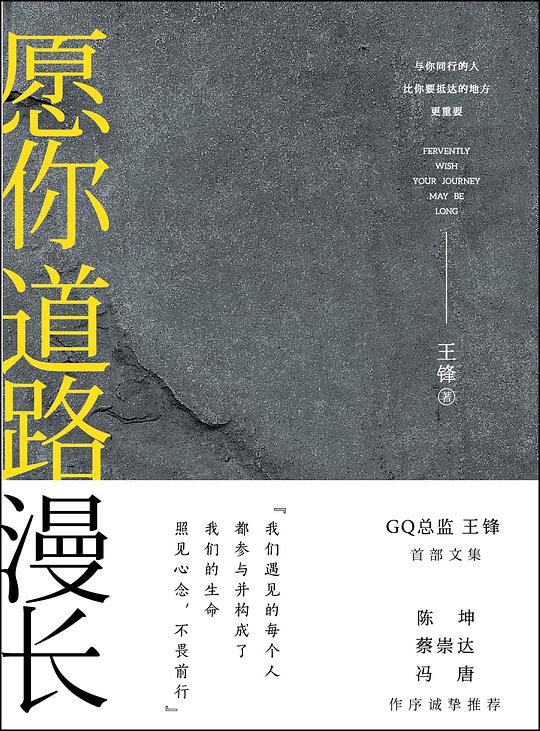 愿你道路漫长
与你同行的人
比你要抵达的地方
更重要
FERVENTLY
WISH
YOUR JOURNEY
MAY BE
LONG
王锋 著
『我们遇见的每个人
都参与并构成了
我们的生命
照见心念,不畏前行』
GQ总监 王锋
首部文集
陈 坤
蔡崇达
冯 唐
作序诚挚推荐